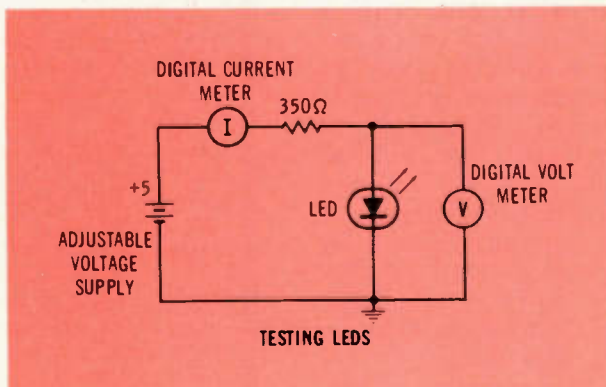 DIGITAL CURRENT
METER
350Ω
I
+5
ADJUSTABLE
VOLTAGE
SUPPLY
LED
V
DIGITAL VOLT
METER
TESTING LEDS